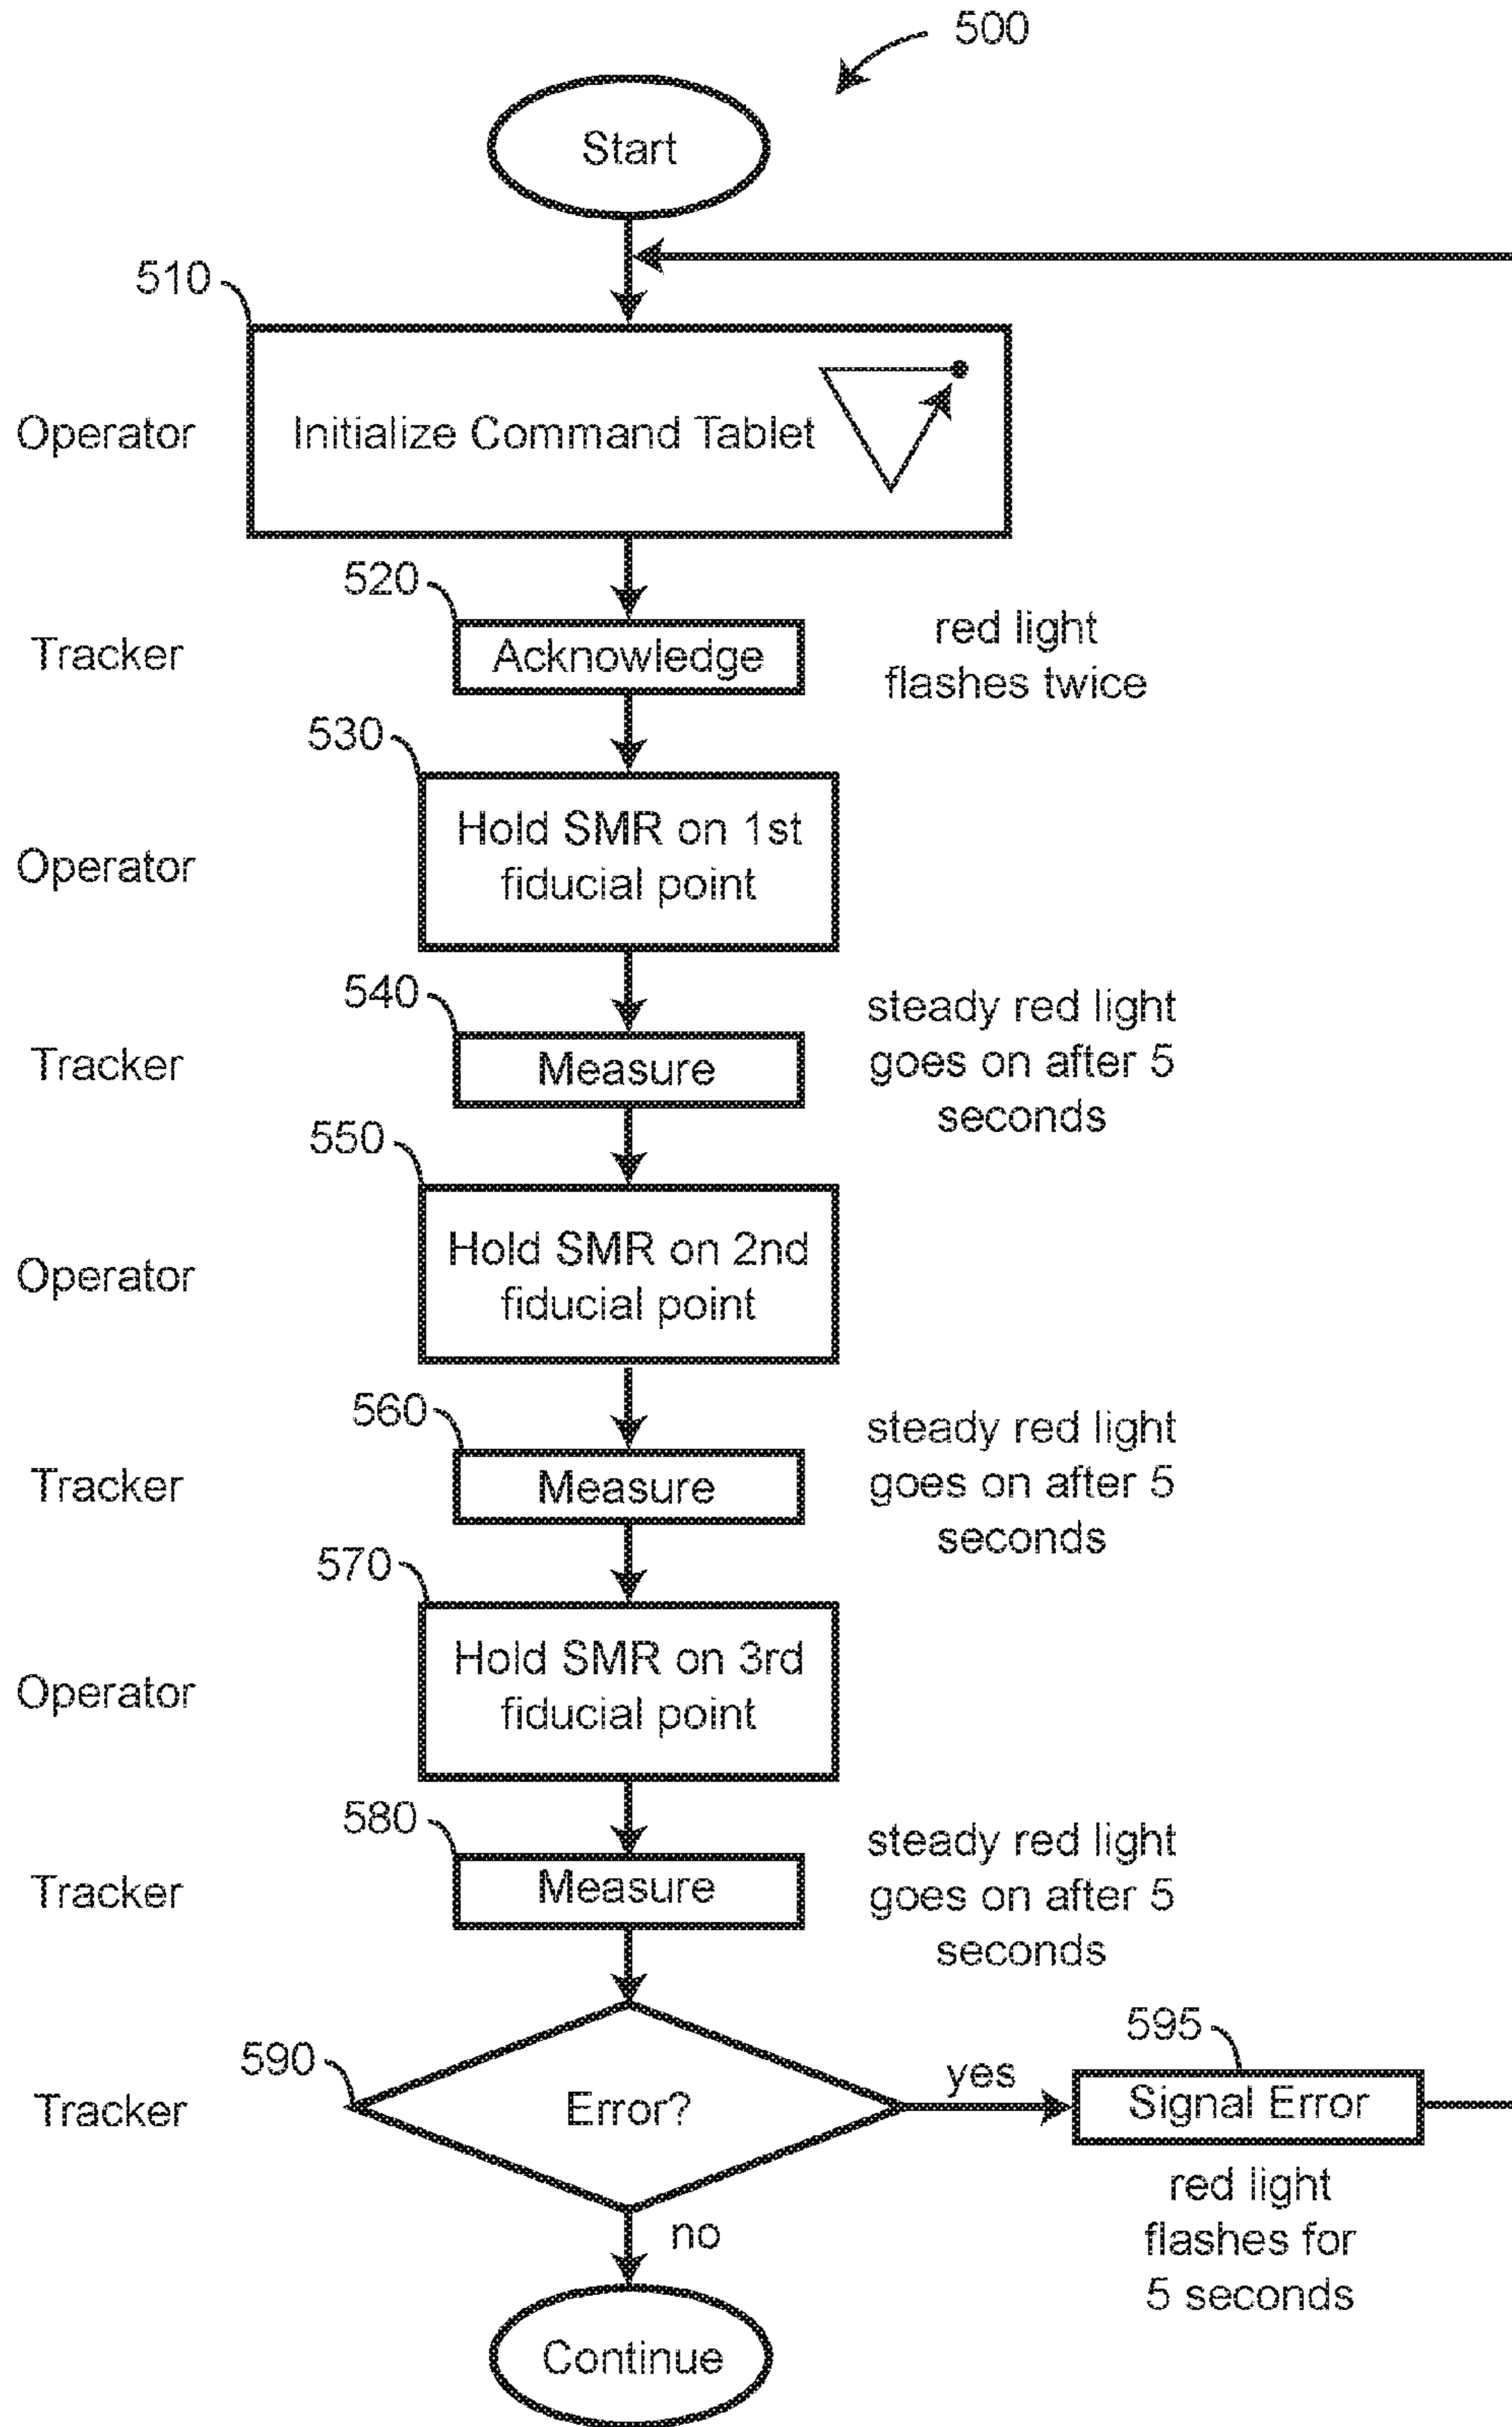 500
Start
510
Operator
Initialize Command Tablet
520
Tracker
Acknowledge
red light
flashes twice
530
Operator
Hold SMR on 1st
fiducial point
540
Tracker
Measure
steady red light
goes on after 5
seconds
550
Operator
Hold SMR on 2nd
fiducial point
560
Tracker
Measure
steady red light
goes on after 5
seconds
570
Operator
Hold SMR on 3rd
fiducial point
580
Tracker
Measure
steady red light
goes on after 5
seconds
590
Tracker
Error?
yes
595
Signal Error
red light
flashes for
5 seconds
no
Continue